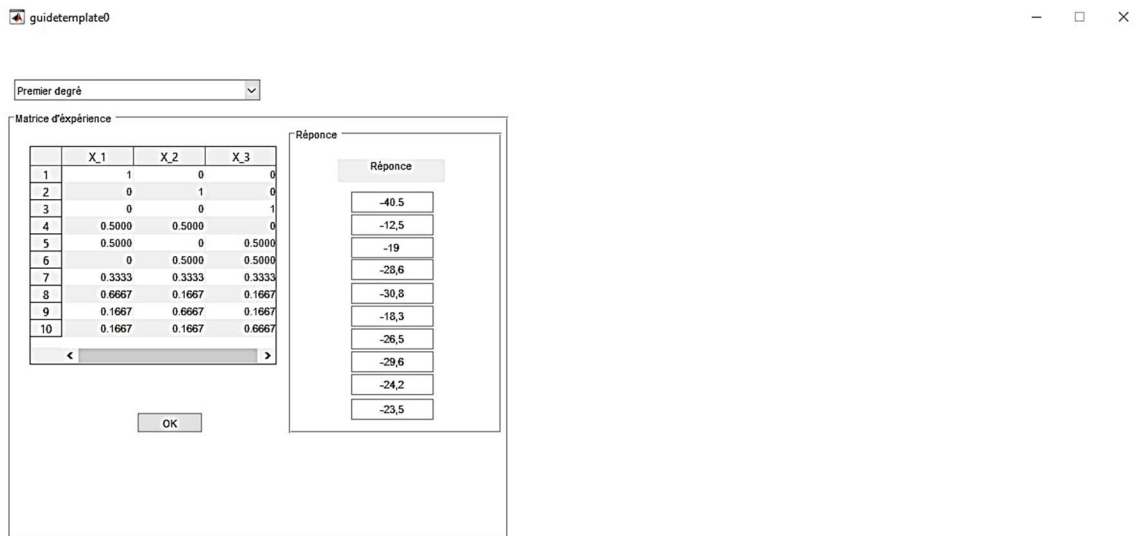 guidetemplate0
Premier degré
Matrice d'éxpérience
X_1 X_2 X_3
1 1 0 0
2 0 1 0
3 0 0 1
4 0.5000 0.5000 0
5 0.5000 0 0.5000
6 0 0.5000 0.5000
7 0.3333 0.3333 0.3333
8 0.6667 0.1667 0.1667
9 0.1667 0.6667 0.1667
10 0.1667 0.1667 0.6667
OK
Réponce
Réponce
-40.5
-12,5
-19
-28,6
-30,8
-18,3
-26,5
-29,6
-24,2
-23,5